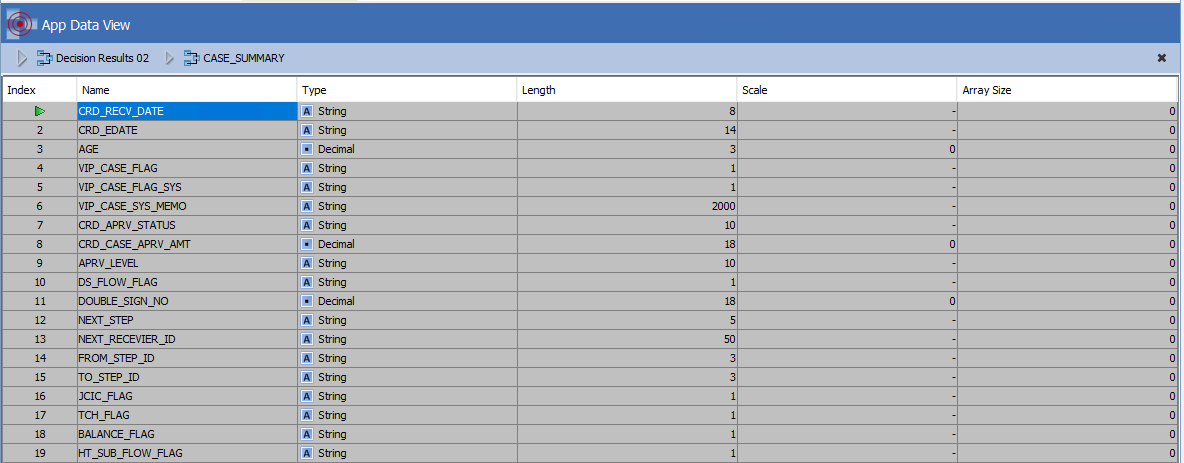 App Data View
Decision Results 02 CASE_SUMMARY
Index Name Type Length Scale Array Size
CRD_RECV_DATE A String 8 - 0
2 CRD_EDATE A String 14 - 0
3 AGE Decimal 3 0 0
4 VIP_CASE_FLAG A String 1 - 0
5 VIP_CASE_FLAG_SYS A String 1 - 0
6 VIP_CASE_SYS_MEMO A String 2000 - 0
7 CRD_APRV_STATUS A String 10 - 0
8 CRD_CASE_APRV_AMT Decimal 18 0 0
9 APRV_LEVEL A String 10 - 0
10 DS_FLOW_FLAG A String 1 - 0
11 DOUBLE_SIGN_NO Decimal 18 0 0
12 NEXT_STEP A String 5 - 0
13 NEXT_RECEVIER_ID A String 50 - 0
14 FROM_STEP_ID A String 3 - 0
15 TO_STEP_ID A String 3 - 0
16 JCIC_FLAG A String 1 - 0
17 TCH_FLAG A String 1 - 0
18 BALANCE_FLAG A String 1 - 0
19 HT_SUB_FLOW_FLAG A String 1 - 0